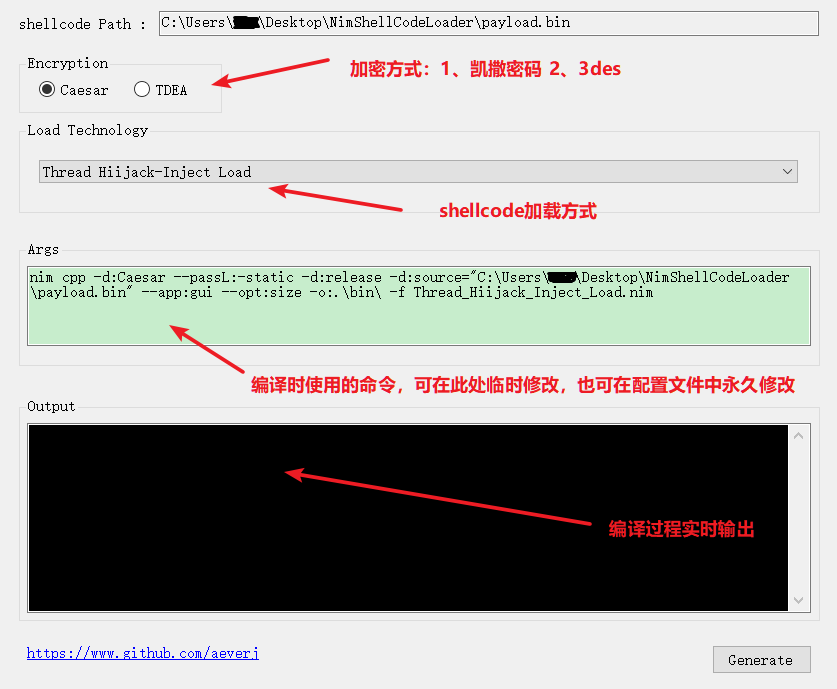 shellcode Path : C:\Users\ \Desktop\NimShellCodeLoader\payload.bin
Encryption
Caesar TDEA
加密方式：1、凯撒密码 2、3des
Load Technology
Thread Hiijack-Inject Load
shellcode加载方式
Args
nim cpp -d:Caesar --passL:-static -d:release -d:source="C:\Users\ \Desktop\NimShellCodeLoader
\payload.bin" --app:gui --opt:size -o:.\bin\ -f Thread_Hiijack_Inject_Load.nim
编译时使用的命令，可在此处临时修改，也可在配置文件中永久修改
Output
编译过程实时输出
https://www.github.com/aeverj
Generate